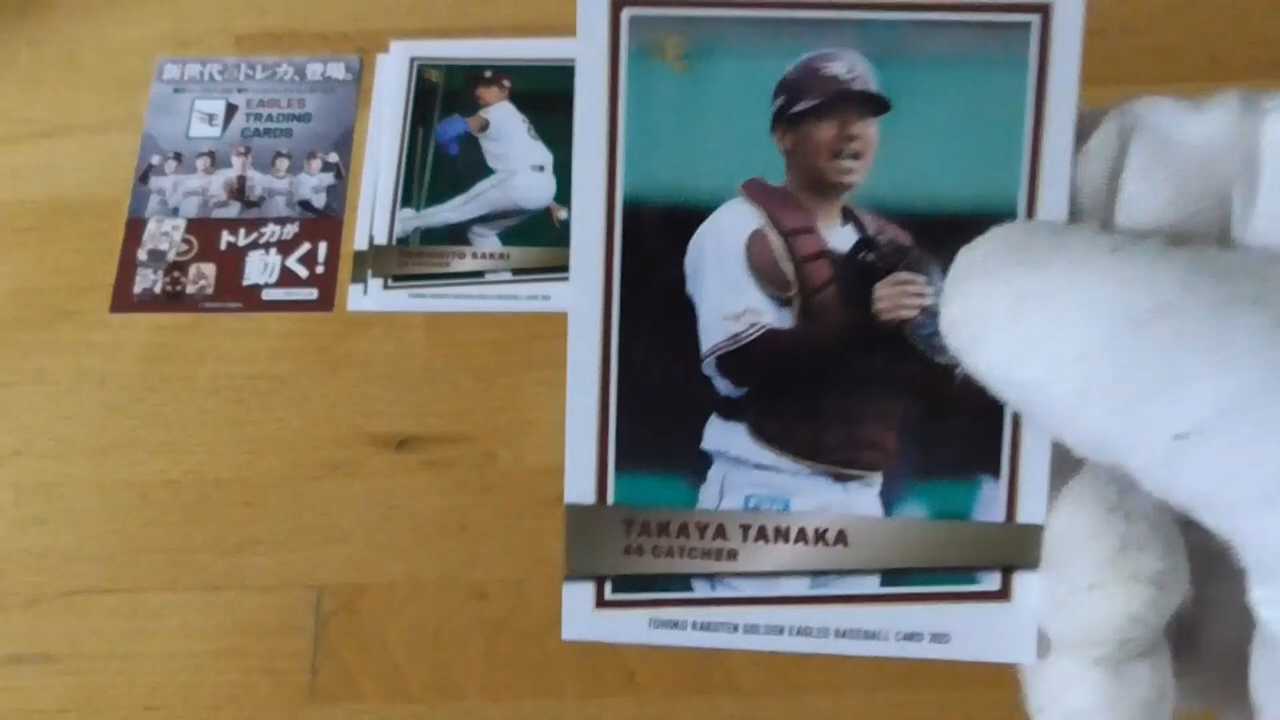 新世代のトレカ、登場。
EAGLES
TRADING
CARDS
トレカが
動く!
SAKAI
TAKAYA TANAKA
44 CATCHER
TOHOKU RAKUTEN GOLDEN EAGLES BASEBALL CARD